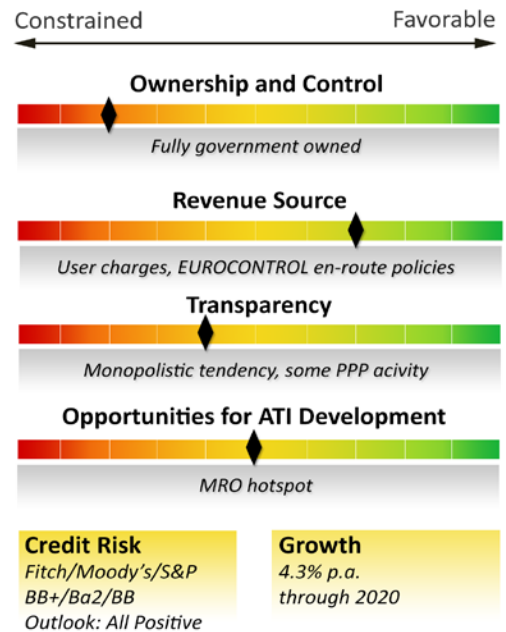 Constrained
Favorable
Ownership and Control
Fully government owned
Revenue Source
User charges, EUROCONTROL en-route policies
Transparency
Monopolistic tendency, some PPP acivity
Opportunities for ATI Development
MRO hotspot
Credit Risk
Fitch/Moody's/S&P
BB+/Ba2/BB
Outlook: All Positive
Growth
4.3% p.a.
through 2020